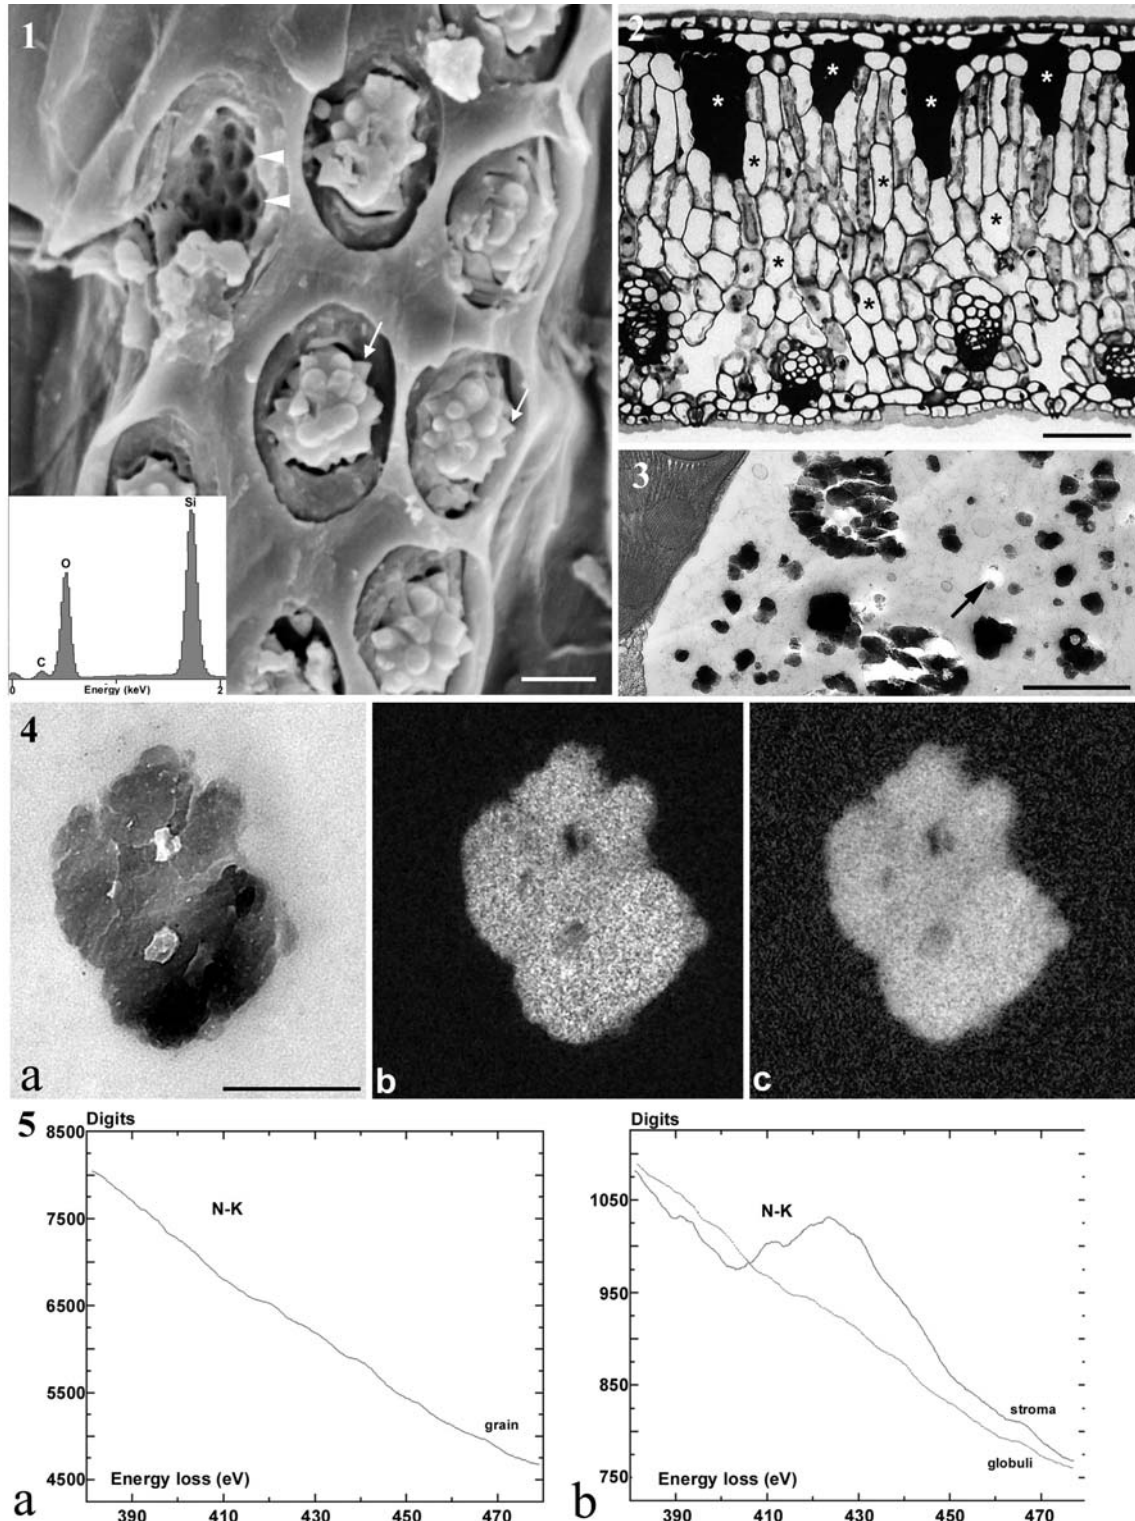 1
Si
O
C
0
Energy (keV)
2
2
* * * *
* * *
* *
3
4
a
b
c
5
Digits
8500
7500
6500
5500
4500
N-K
grain
Energy loss (eV)
390 410 430 450 470
a
Digits
1050
950
850
750
N-K
stroma
globuli
Energy loss (eV)
390 410 430 450 470
b